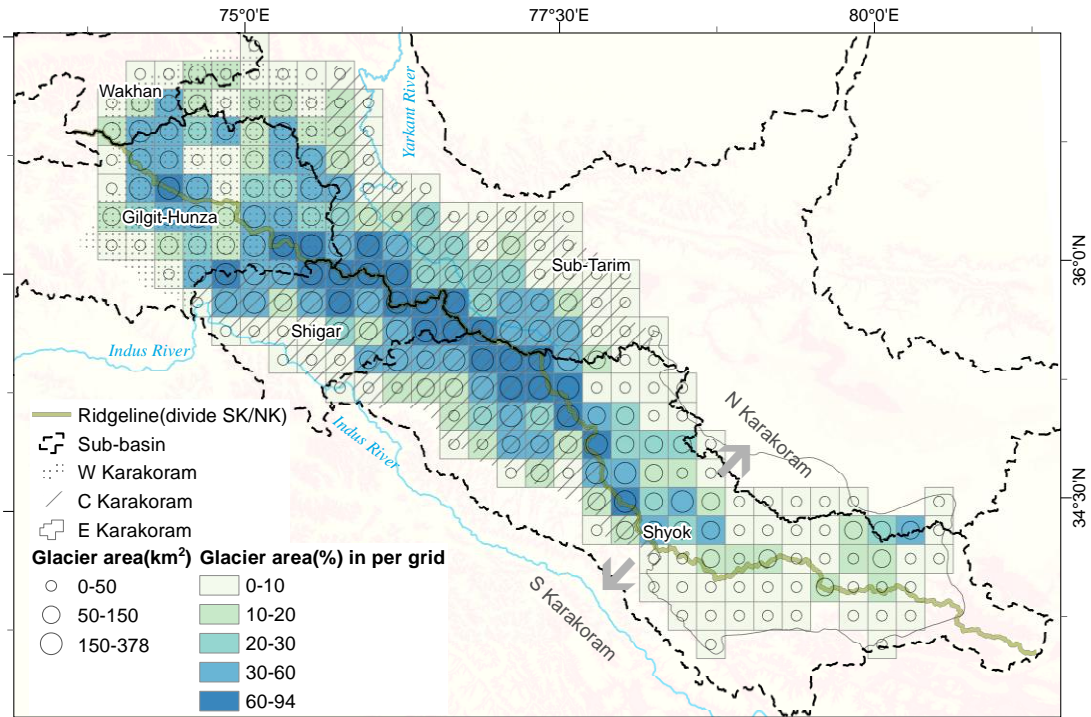 75°0'E 77°30'E 80°0'E
Wakhan
Yarkant River
Gilgit-Hunza
Sub-Tarim
36°0'N
Shigar
Indus River
Indus River
N Karakoram
Ridgeline(divide SK/NK)
Sub-basin
W Karakoram
C Karakoram
E Karakoram
34°30'N
Shyok
S Karakoram
Glacier area(km²) Glacier area(%) in per grid
0-50 0-10
50-150 10-20
150-378 20-30
30-60
60-94